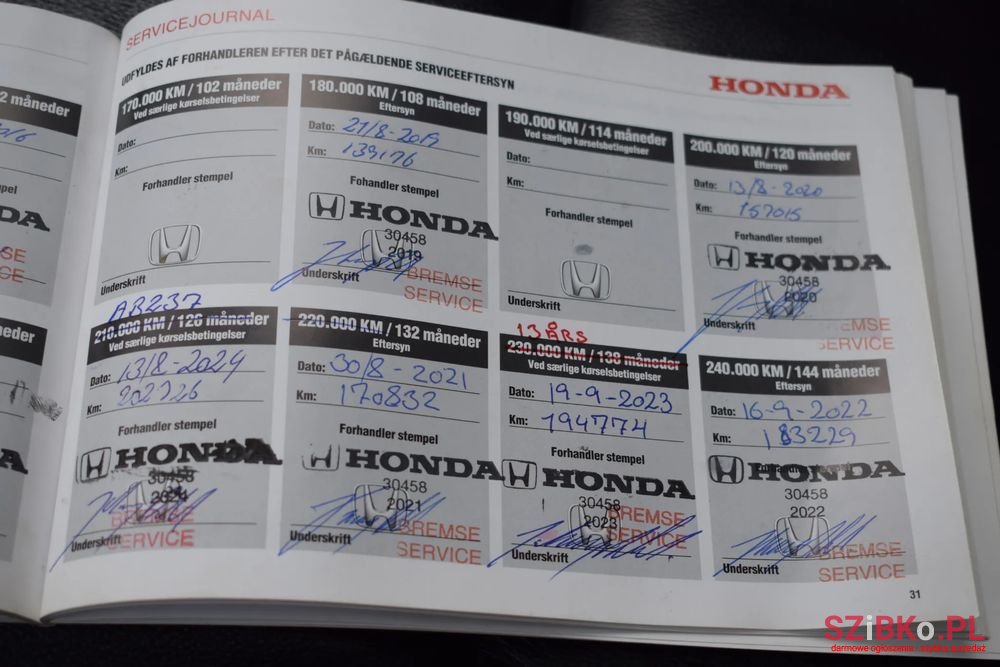 SERVICEJOURNAL
HONDA
UDFYLDES AF FORHANDLEREN EFTER DET PÅGÆLDENDE SERVICEEFTERSYN
2 måneder
DA
170.000 KM / 102 måneder
Ved særlige kørselsbetingelser
Dato:
Km:
Forhandler stempel
Underskrift
180.000 KM / 108 måneder
Eftersyn
Dato: 21/8-2019
Km: 139176
Forhandler stempel
HONDA
30458
2019
Underskrift
BREMSE
SERVICE
190.000 KM / 114 måneder
Ved særlige kørselsbetingelser
Dato:
Km:
Forhandler stempel
Underskrift
200.000 KM / 120 måneder
Eftersyn
Dato: 13/8-2020
Km: 157015
Forhandler stempel
HONDA
30458
2020
Underskrift
EMSE
SERVICE
AB237
210.000 KM / 126 måneder
Ved særlige kørselsbetingelser
Dato: 13/8-2024
Km: 202726
Forhandler stempel
HONDA
30458
2024
Underskrift
SERVICE
220.000 KM / 132 måneder
Eftersyn
Dato: 30/8-2021
Km: 170832
Forhandler stempel
HONDA
30458
2021
Underskrift
BREMSE
SERVICE
13 ÅRS
230.000 KM / 138 måneder
Ved særlige kørselsbetingelser
Dato: 19-9-2023
Km: 194774
Forhandler stempel
HONDA
30458
2023
Underskrift
BREMSE
SERVICE
240.000 KM / 144 måneder
Eftersyn
Dato: 16-9-2022
Km: 183229
HONDA
30458
2022
Underskrift
BREMSE
SERVICE
31
SZiBKo.PL
darmowe ogłoszenia - szybka sprzedaż